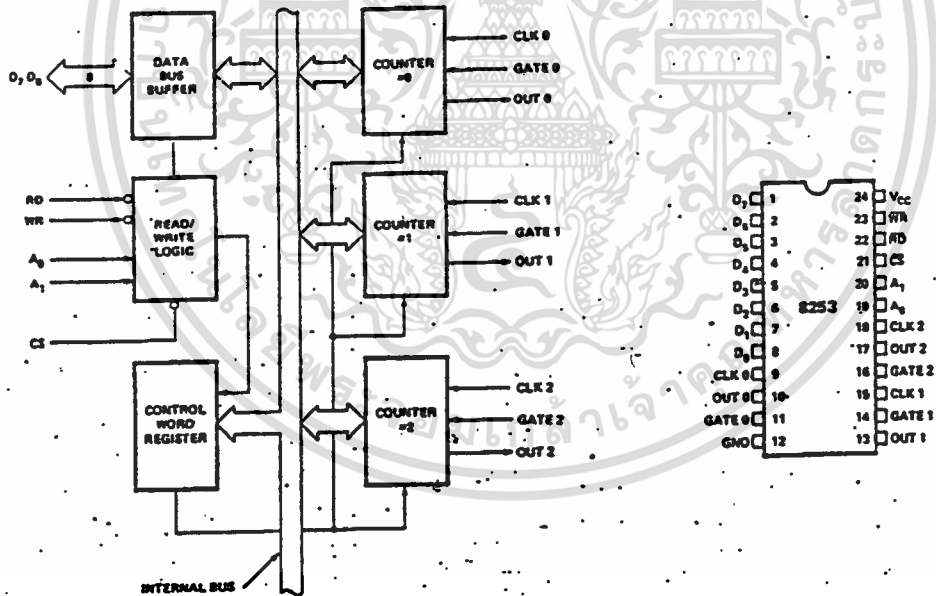 D₇ D₀
8
DATA
BUS
BUFFER
RD
WR
A₀
A₁
CS
READ/
WRITE
LOGIC
CONTROL
WORD
REGISTER
INTERNAL BUS
COUNTER
=0
CLK 0
GATE 0
OUT 0
COUNTER
=1
CLK 1
GATE 1
OUT 1
COUNTER
=2
CLK 2
GATE 2
OUT 2
8253
D₇ 1
D₆ 2
D₅ 3
D₄ 4
D₃ 5
D₂ 6
D₁ 7
D₀ 8
CLK 0 9
OUT 0 10
GATE 0 11
GND 12
24 VCC
23 W̅R̅
22 R̅D̅
21 C̅S̅
20 A₁
19 A₀
18 CLK 2
17 OUT 2
16 GATE 2
15 CLK 1
14 GATE 1
13 OUT 1